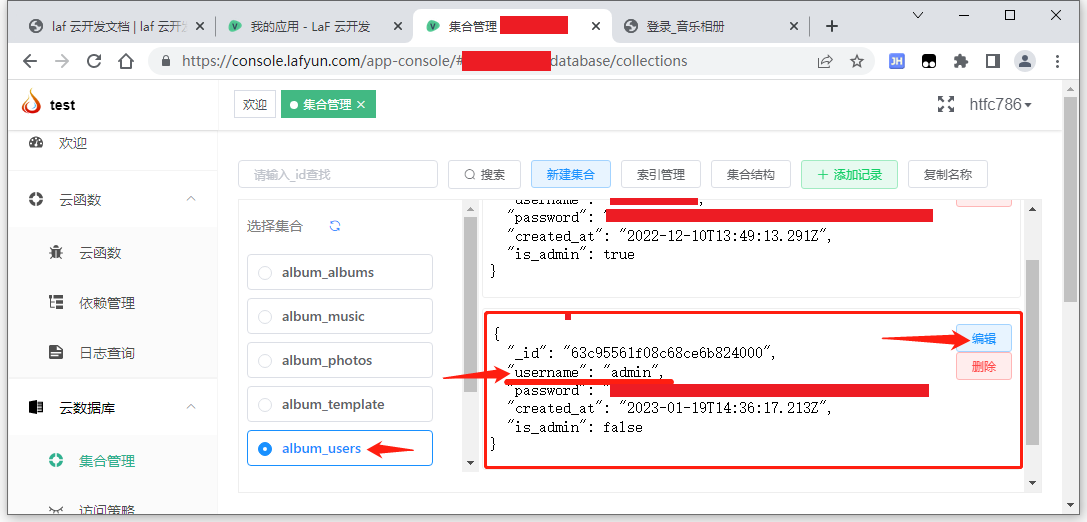 laf 云开发文档 | laf 云开
我的应用 - LaF 云开发
集合管理
登录_音乐相册
https://console.lafyun.com/app-console/#
database/collections
JH
test
欢迎
集合管理
htfc786
欢迎
请输入_id查找
搜索
新建集合
索引管理
集合结构
添加记录
复制名称
云函数
云函数
依赖管理
日志查询
云数据库
集合管理
访问策略
选择集合
album_albums
album_music
album_photos
album_template
album_users
"username":
"password": "
"created_at": "2022-12-10T13:49:13.291Z",
"is_admin": true
}
{
"_id": "63c95561f08c68ce6b824000",
"username": "admin",
"password": "
"created_at": "2023-01-19T14:36:17.213Z",
"is_admin": false
}
编辑
删除